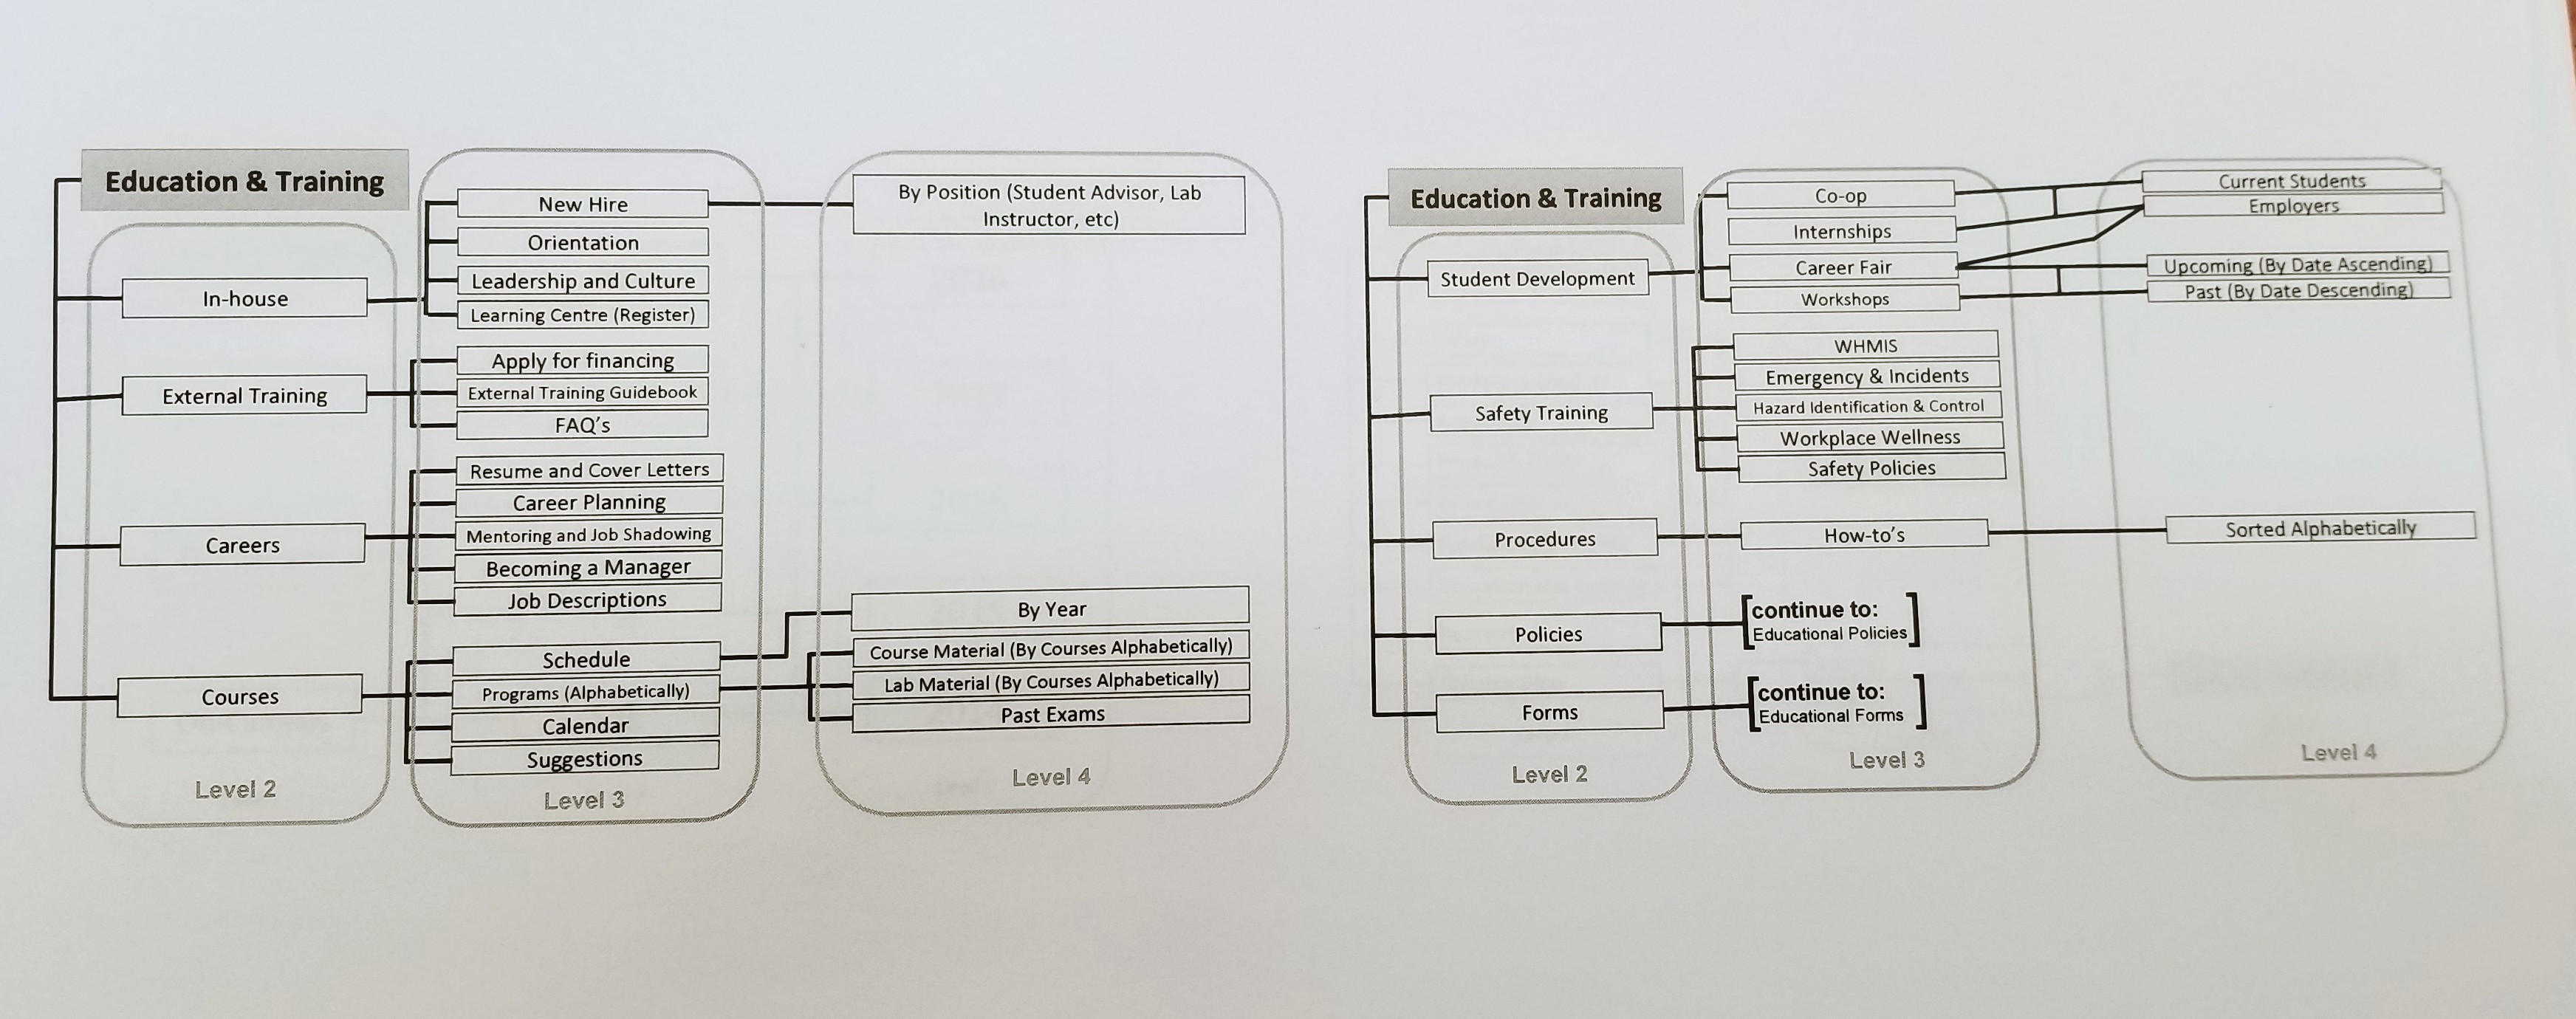 Education & Training
In-house
External Training
Careers
Courses
Level 2
New Hire
Orientation
Leadership and Culture
Learning Centre (Register)
Apply for financing
External Training Guidebook
FAQ's
Resume and Cover Letters
Career Planning
Mentoring and Job Shadowing
Becoming a Manager
Job Descriptions
Schedule
Programs (Alphabetically)
Calendar
Suggestions
Level 3
By Position (Student Advisor, Lab
Instructor, etc)
By Year
Course Material (By Courses Alphabetically)
Lab Material (By Courses Alphabetically)
Past Exams
Level 4
Education & Training
Student Development
Safety Training
Procedures
Policies
Forms
Level 2
Co-op
Internships
Career Fair
Workshops
WHMIS
Emergency & Incidents
Hazard Identification & Control
Workplace Wellness
Safety Policies
How-to's
[continue to:
Educational Policies]
[continue to:
Educational Forms]
Level 3
Current Students
Employers
Upcoming (By Date Ascending)
Past (By Date Descending)
Sorted Alphabetically
Level 4